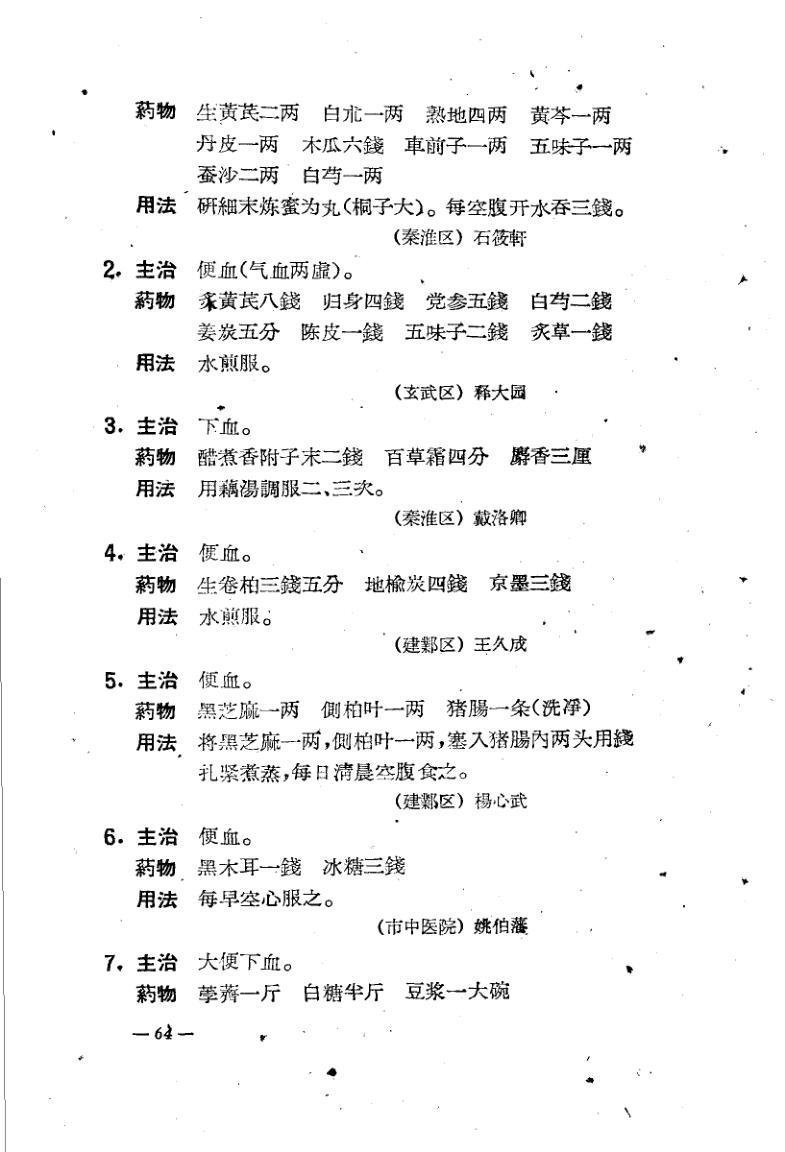 葯物 生黃芪二两 白朮一两 熟地四两 黃芩一两
丹皮一两 木瓜六錢 車前子一两 五味子一两
蚕沙二两 白芍一两
用法 研細末炼蜜为丸(桐子大)。每空腹开水吞三錢。
(秦淮区) 石筱軒
2. 主治 便血(气血两虛)。
葯物 炙黃芪八錢 归身四錢 党参五錢 白芍二錢
姜炭五分 陈皮一錢 五味子二錢 炙草一錢
用法 水煎服。
(玄武区) 释大园
3. 主治 下血。
葯物 醋煮香附子末二錢 百草霜四分 麝香三厘
用法 用藕湯調服二、三次。
(秦淮区) 戴洛卿
4. 主治 便血。
葯物 生卷柏三錢五分 地榆炭四錢 京墨三錢
用法 水煎服。
(建鄴区) 王久成
5. 主治 便血。
葯物 黑芝麻一两 側柏叶一两 猪腸一条(洗淨)
用法 将黑芝麻一两,側柏叶一两,塞入猪腸內两头用綫
扎紧煮蒸,每日清晨空腹食之。
(建鄴区) 楊心武
6. 主治 便血。
葯物 黑木耳一錢 冰糖三錢
用法 每早空心服之。
(市中医院) 姚伯藩
7. 主治 大便下血。
葯物 荸薺一斤 白糖半斤 豆浆一大碗
— 64 —